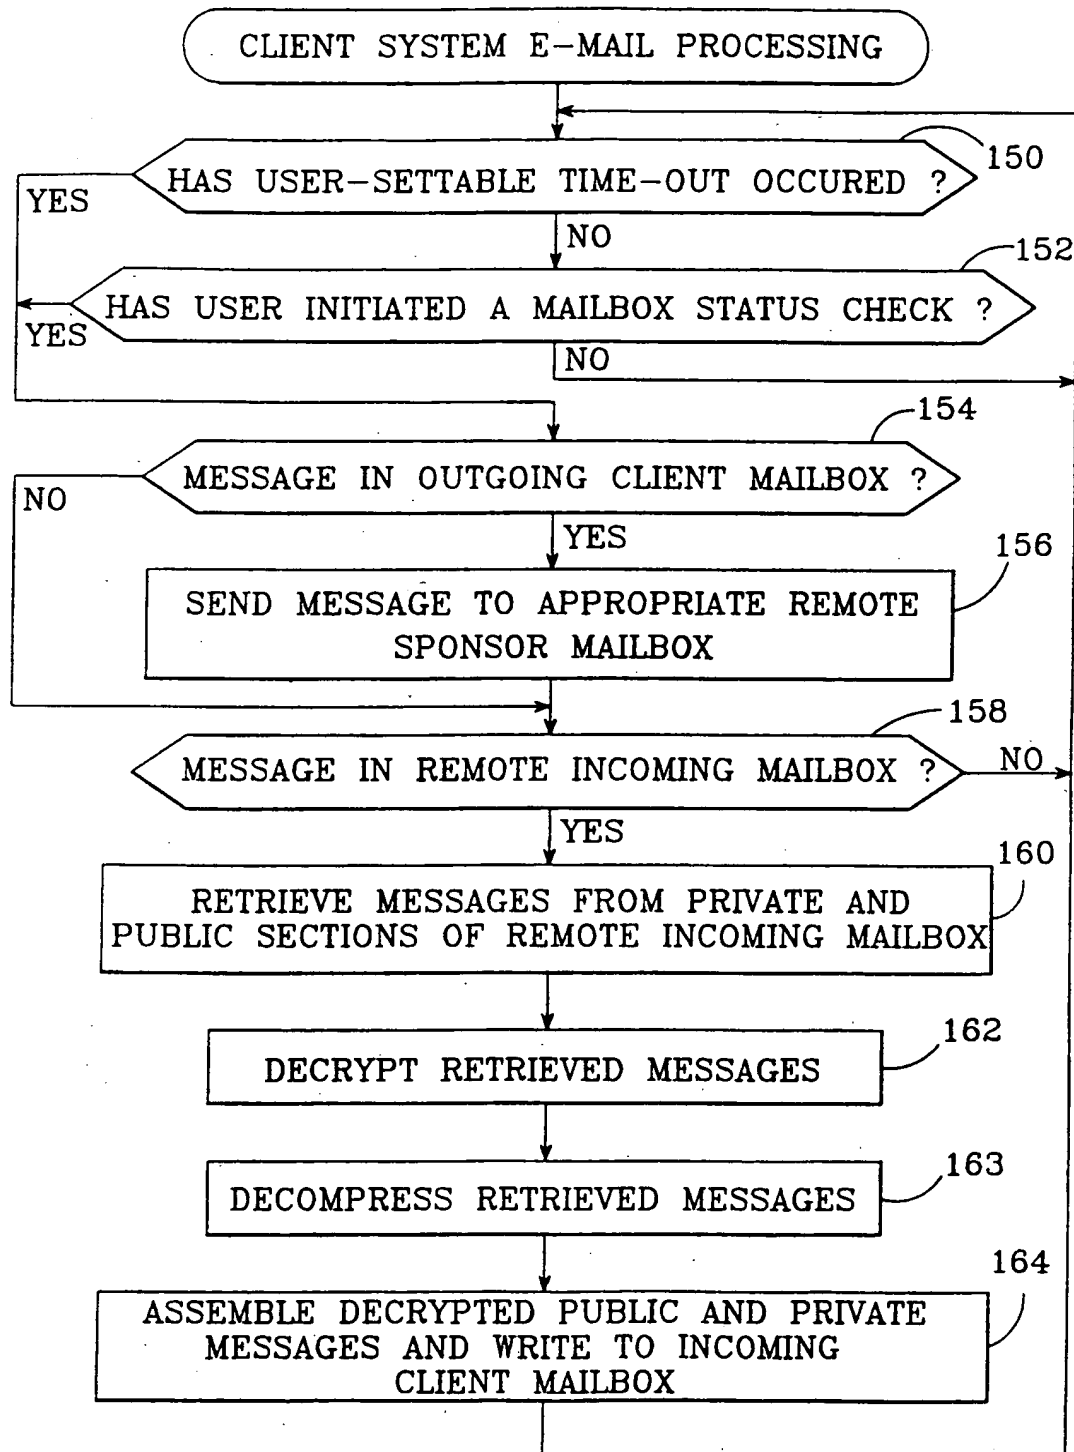 CLIENT SYSTEM E-MAIL PROCESSING
150
HAS USER-SETTABLE TIME-OUT OCCURED ?
YES
NO
152
HAS USER INITIATED A MAILBOX STATUS CHECK ?
YES
NO
154
MESSAGE IN OUTGOING CLIENT MAILBOX ?
NO
YES
156
SEND MESSAGE TO APPROPRIATE REMOTE
SPONSOR MAILBOX
158
MESSAGE IN REMOTE INCOMING MAILBOX ?
NO
YES
160
RETRIEVE MESSAGES FROM PRIVATE AND
PUBLIC SECTIONS OF REMOTE INCOMING MAILBOX
162
DECRYPT RETRIEVED MESSAGES
163
DECOMPRESS RETRIEVED MESSAGES
164
ASSEMBLE DECRYPTED PUBLIC AND PRIVATE
MESSAGES AND WRITE TO INCOMING
CLIENT MAILBOX